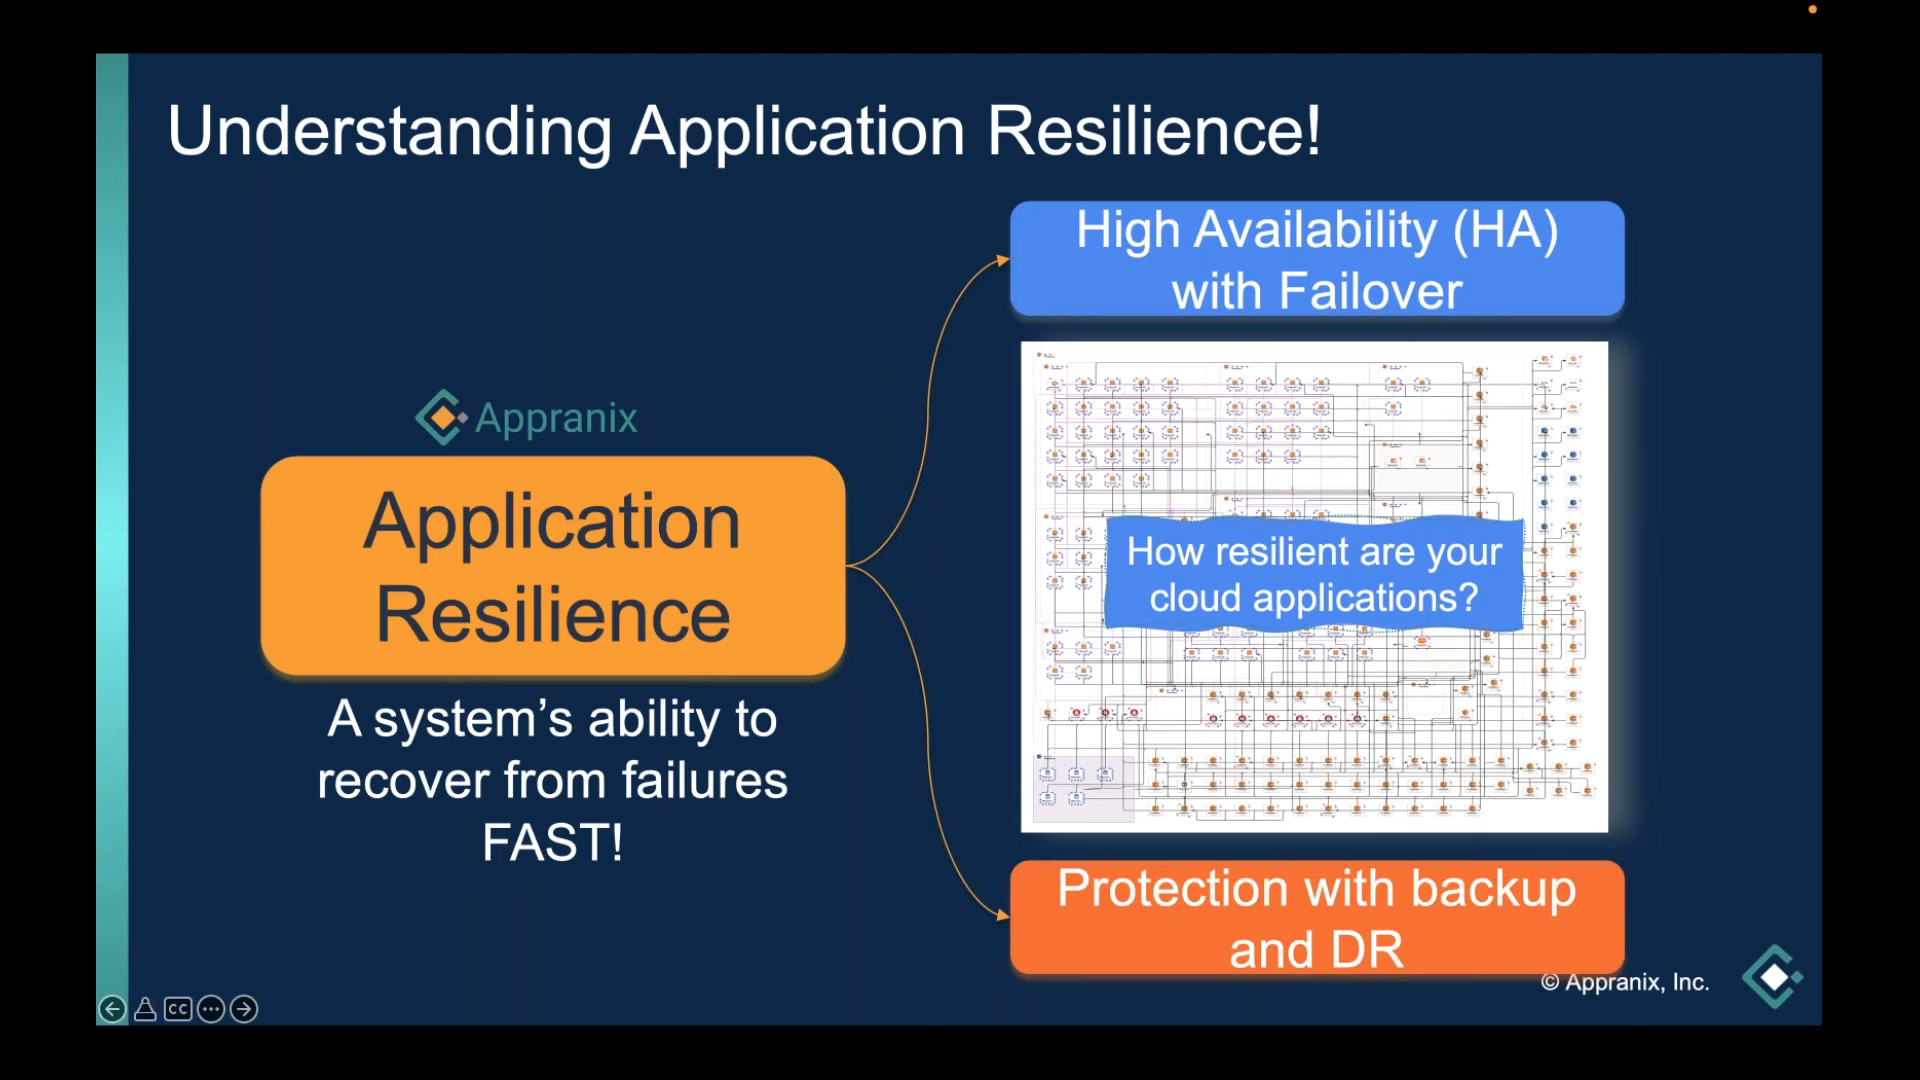 Understanding Application Resilience!
High Availability (HA)
with Failover
Appranix
Application
Resilience
A system’s ability to
recover from failures
FAST!
How resilient are your
cloud applications?
Protection with backup
and DR
© Appranix, Inc.
CC